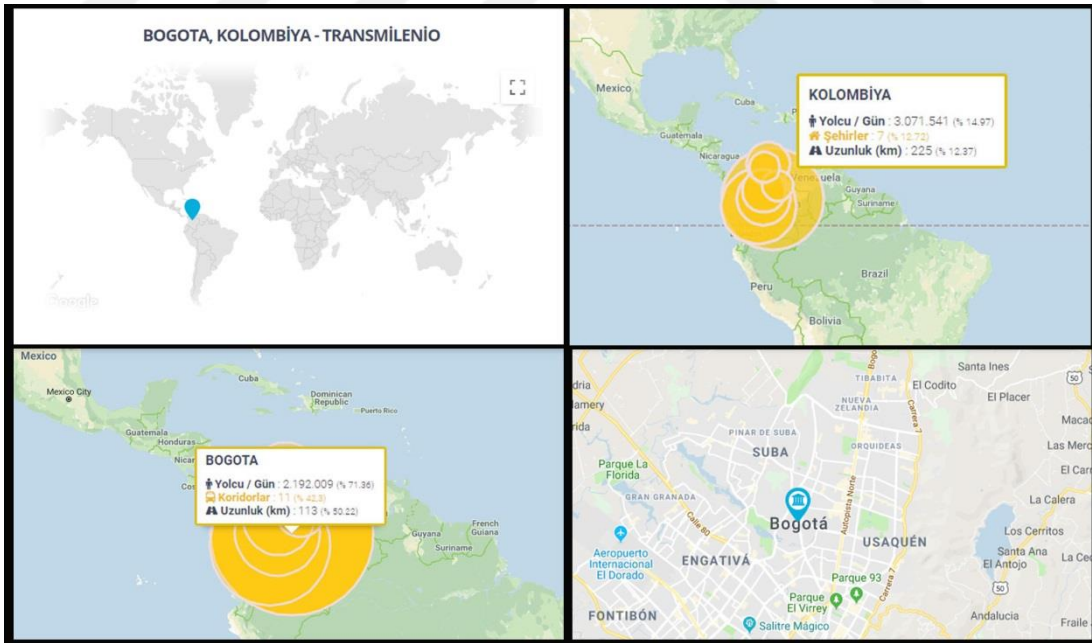 BOGOTA, KOLOMBİYA - TRANSMİLENİO
Google
Mexico
Cuba
KOLOMBİYA
Yolcu / Gün : 3.071.541 (% 14.97)
Şehirler : 7 (% 12.72)
Uzunluk (km) : 225 (% 12.37)
Guatemala
Nicaragua
Guyana
Suriname
Brazil
Peru
Bolivia
Mexico
Mexico City
Cuba
Dominican
Republic
Puerto Rico
Guatemala
Honduras
BOGOTA
Yolcu / Gün : 2.192.009 (% 71.36)
Koridorlar : 11 (% 42.3)
Uzunluk (km) : 113 (% 50.22)
Guyana
Suriname
French
Guiana
Santa Ines
50
TIBABITA
El Codito
El Placer
NUEVA
ZELANDIA
Carrera 7
PINAR DE SUBA
ORQUIDEAS
SUBA
Parque La
Florida
GRAN GRANADA
Calle 80
Autopista Norte
Bogotá
La Calera
Los Cerritos
USAQUÉN
Aeropuerto
Internacional
El Dorado
ENGATIVÁ
Santa Ana
El Antojo
50
Parque 93
Carrera 7
Parque
El Virrey
FONTIBÓN
Salitre Mágico
Andalucia
Fraile